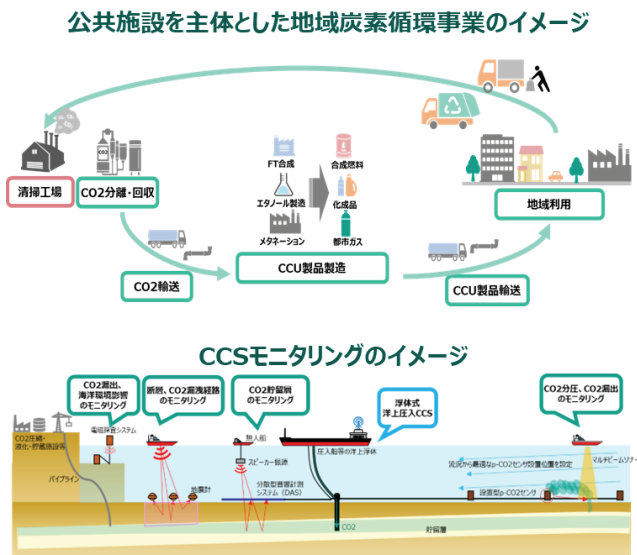 公共施設を主体とした地域炭素循環事業のイメージ
FT合成
合成燃料
CO2
清掃工場
CO2分離・回収
エタノール製造
化成品
地域利用
メタネーション
都市ガス
CCU製品製造
CO2輸送
CCU製品輸送
CCSモニタリングのイメージ
CO2漏出、
海洋環境影響
のモニタリング
断層、CO2漏洩経路
のモニタリング
CO2貯留層
のモニタリング
浮体式
洋上圧入CCS
CO2分圧、CO2漏出
のモニタリング
電磁探査システム
無人船
CO2圧縮・
液化・貯蔵施設等
圧入船等の洋上浮体
マルチビームソナー
スピーカー震源
流況から最適なp-CO2センサ設置位置を設定
パイプライン
地震計
分散型音響計測
システム（DAS）
設置型p-CO2センサ
CO2
貯留層